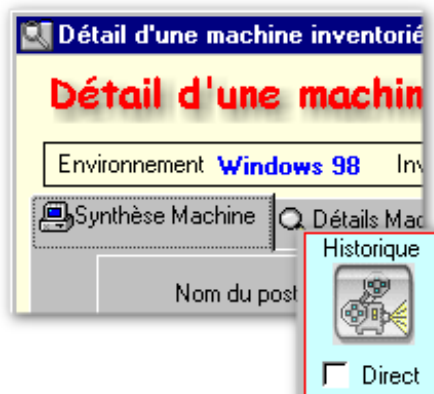 Détail d'une machine inventorié
Détail d'une machin
Environnement Windows 98 Inv
Synthèse Machine Détails Mac
Historique
Nom du post
Direct